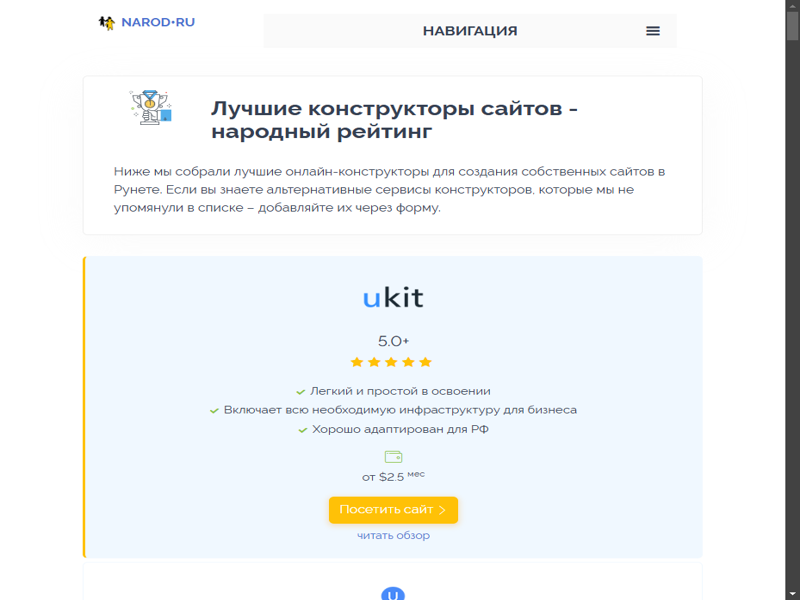 NAROD•RU
НАВИГАЦИЯ
Лучшие конструкторы сайтов -
народный рейтинг
Ниже мы собрали лучшие онлайн-конструкторы для создания собственных сайтов в
Рунете. Если вы знаете альтернативные сервисы конструкторов, которые мы не
упомянули в списке – добавляйте их через форму.
ukit
5.0+
Легкий и простой в освоении
Включает всю необходимую инфраструктуру для бизнеса
Хорошо адаптирован для РФ
от $2.5 мес
Посетить сайт
читать обзор
U